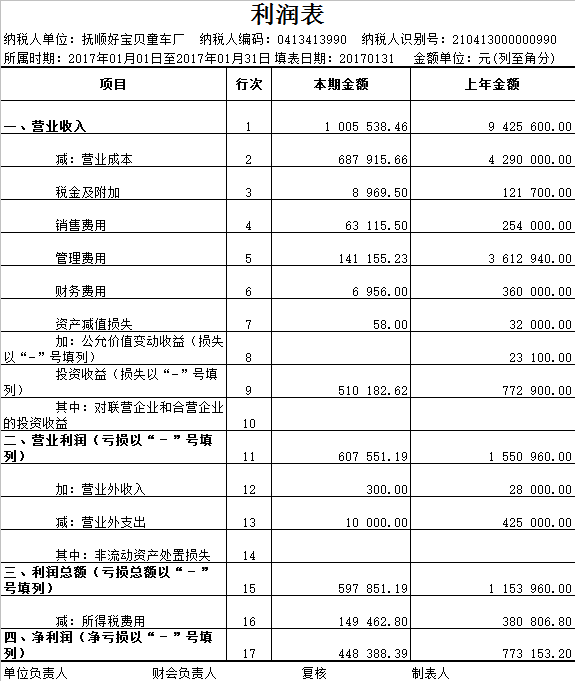 利润表
纳税人单位：抚顺好宝贝童车厂 纳税人编码：0413413990 纳税人识别号：210413000000990
所属时期：2017年01月01日至2017年01月31日 填表日期：20170131 金额单位：元(列至角分)
项目 行次 本期金额 上年金额
一、营业收入 1 1 005 538.46 9 425 600.00
减：营业成本 2 687 915.66 4 290 000.00
税金及附加 3 8 969.50 121 700.00
销售费用 4 63 115.50 254 000.00
管理费用 5 141 155.23 3 612 940.00
财务费用 6 6 956.00 360 000.00
资产减值损失 7 58.00 32 000.00
加：公允价值变动收益（损失
以“-”号填列） 8 23 100.00
投资收益（损失以“-”号填
列） 9 510 182.62 772 900.00
其中：对联营企业和合营企业
的投资收益 10
二、营业利润（亏损以“－”号填
列） 11 607 551.19 1 550 960.00
加：营业外收入 12 300.00 28 000.00
减：营业外支出 13 10 000.00 425 000.00
其中：非流动资产处置损失 14
三、利润总额（亏损总额以“－”
号填列） 15 597 851.19 1 153 960.00
减：所得税费用 16 149 462.80 380 806.80
四、净利润（净亏损以“－”号填
列） 17 448 388.39 773 153.20
单位负责人 财会负责人 复核 制表人